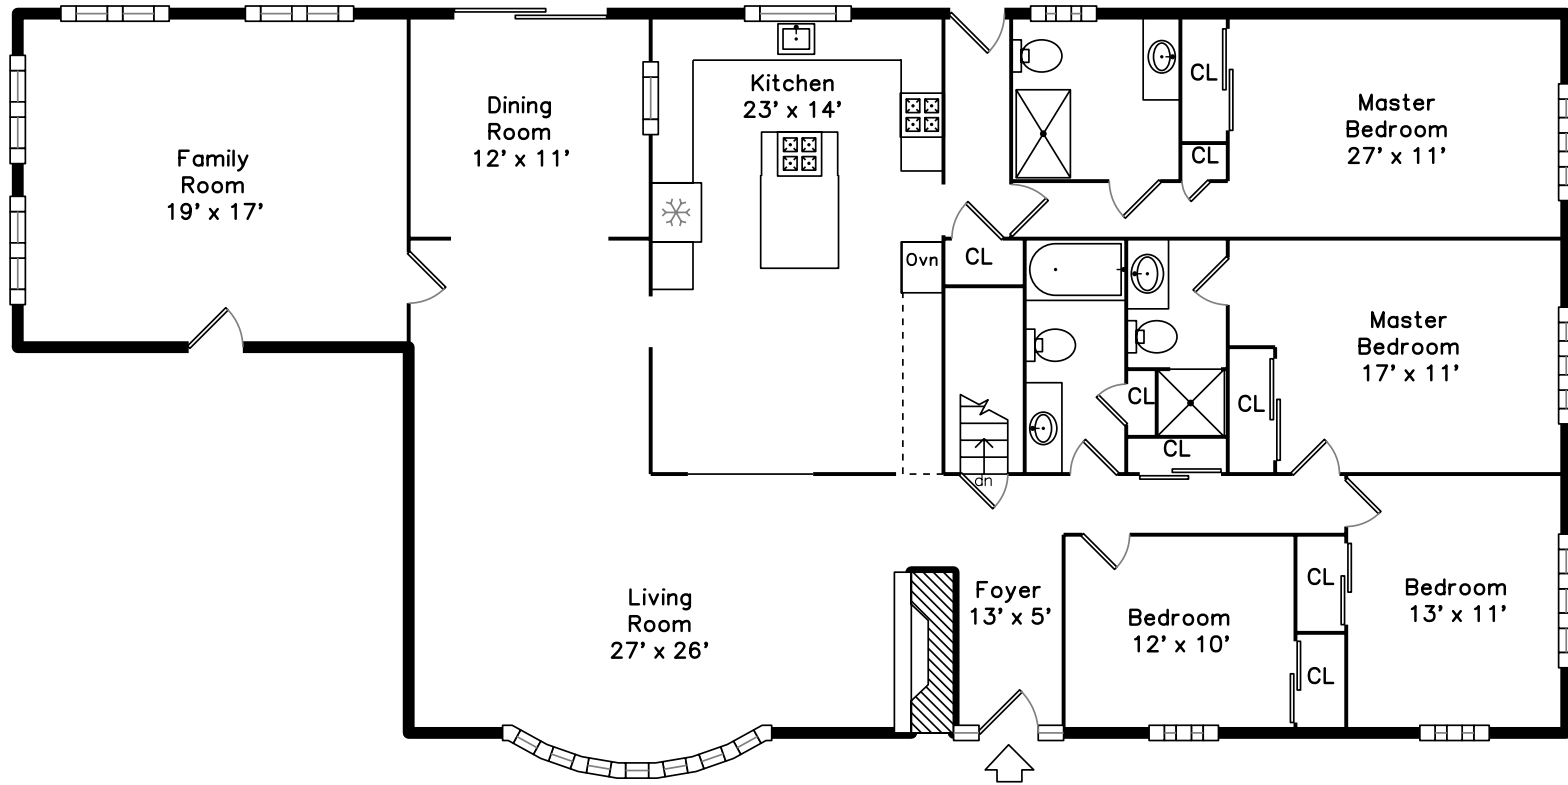 Family
Room
19' x 17'
Dining
Room
12' x 11'
Kitchen
23' x 14'
Ovn
CL
CL
CL
Master
Bedroom
27' x 11'
Master
Bedroom
17' x 11'
CL
CL
CL
dn
Living
Room
27' x 26'
Foyer
13' x 5'
Bedroom
12' x 10'
CL
CL
Bedroom
13' x 11'